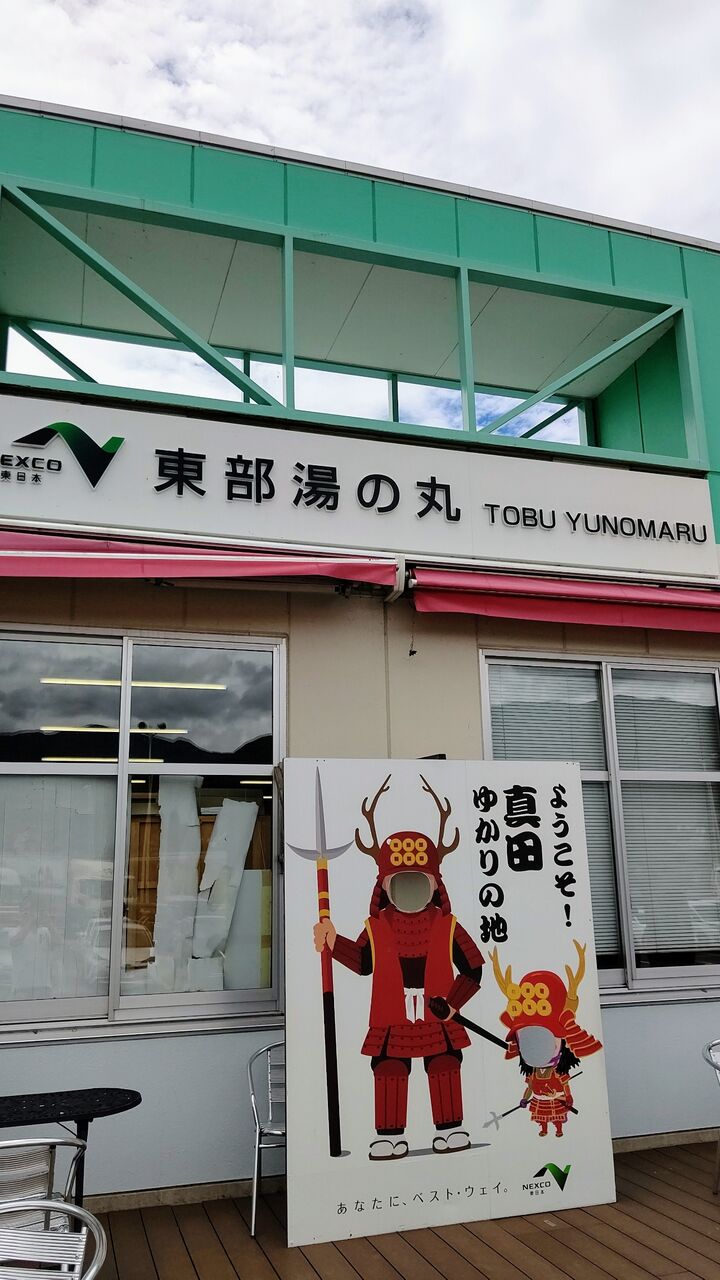 NEXCO
東日本
東部湯の丸 TOBU YUNOMARU
ようこそ！
真田
ゆかりの地
あなたに、ベスト・ウェイ。
NEXCO
東日本